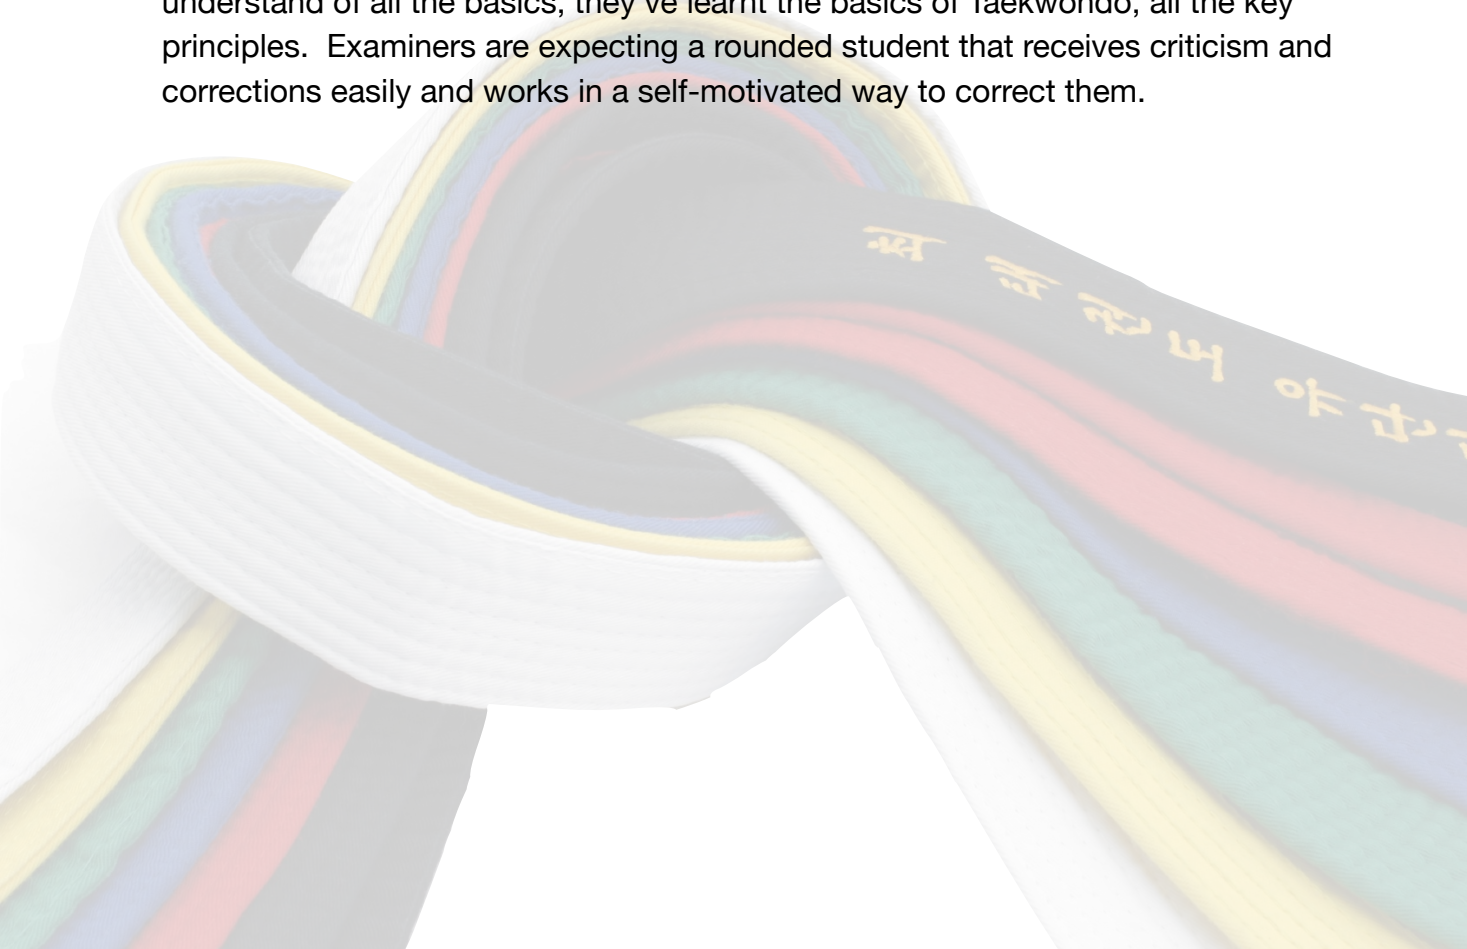 understand of all the basics, they've learnt the basics of Taekwondo, all the key
principles.  Examiners are expecting a rounded student that receives criticism and
corrections easily and works in a self-motivated way to correct them.